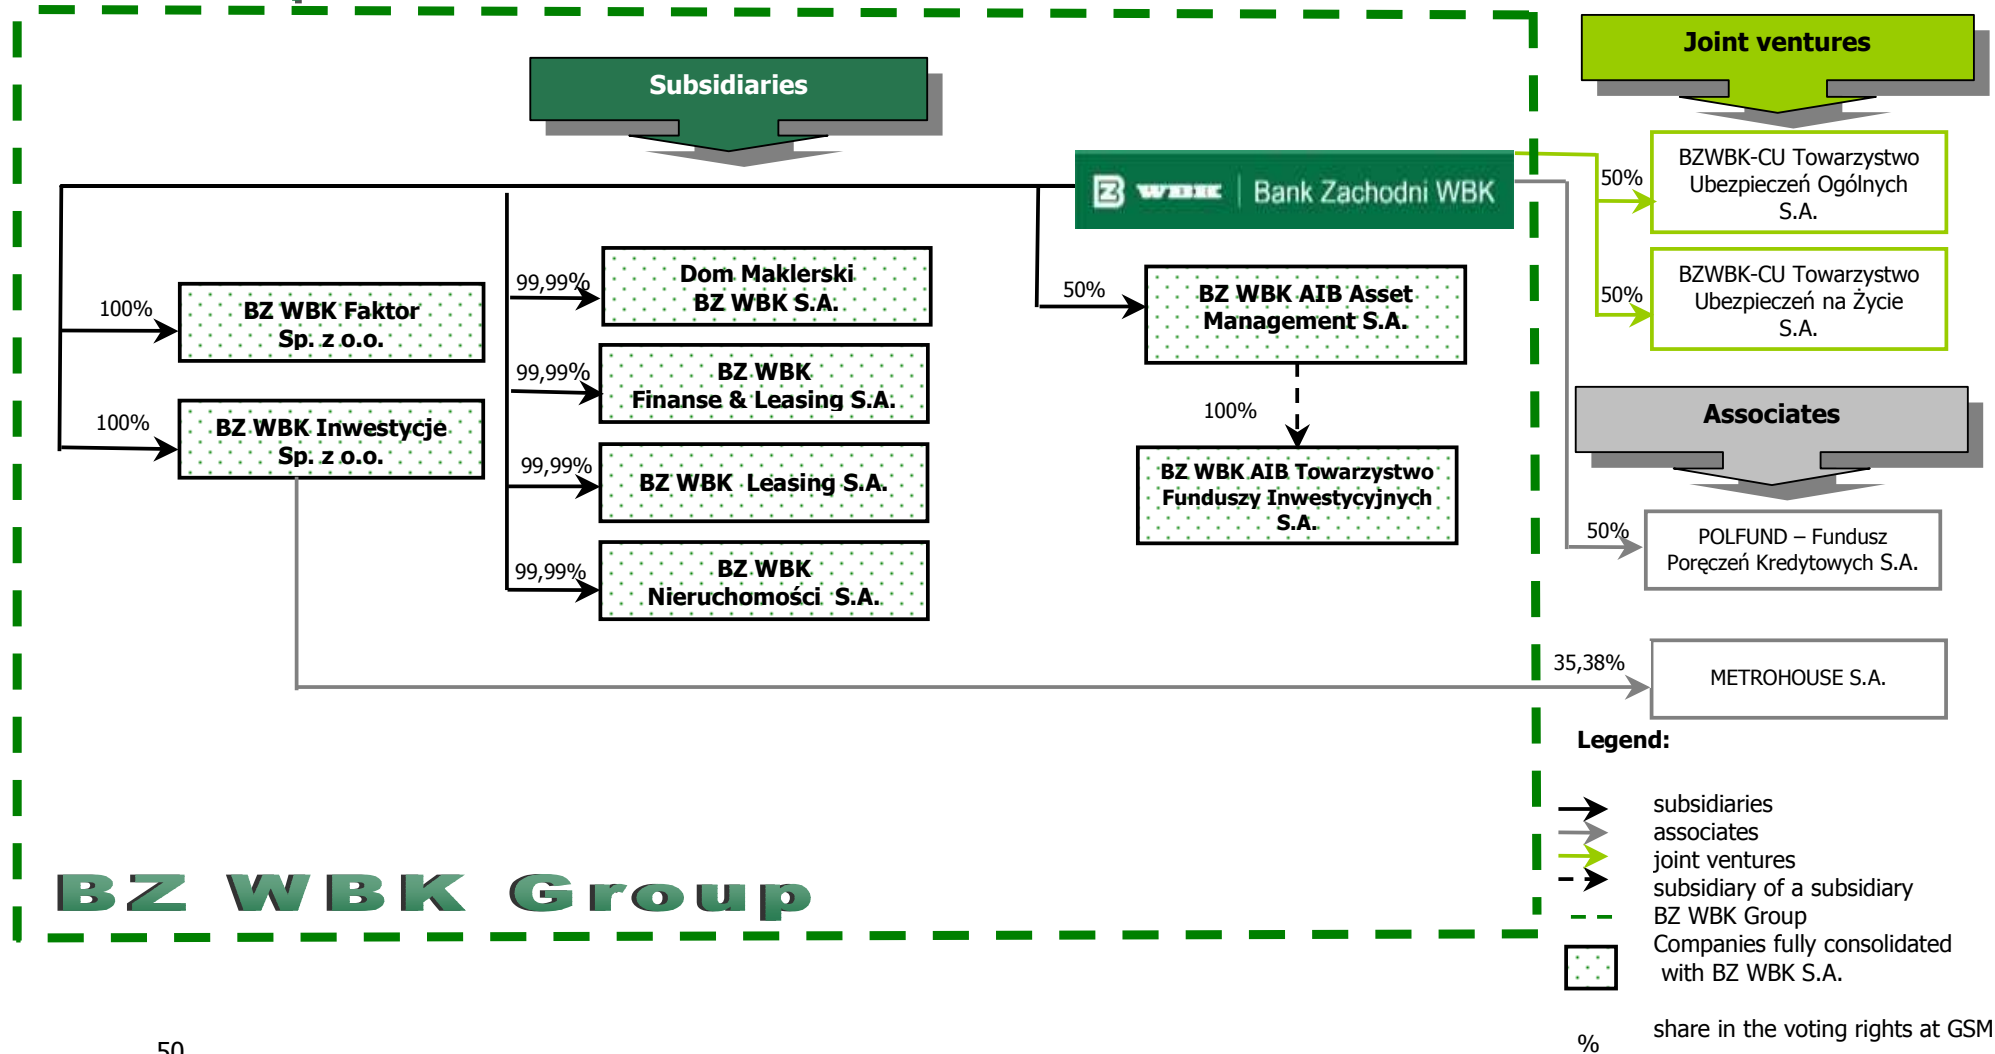 Subsidiaries
Joint ventures
B WBK | Bank Zachodni WBK
BZWBK-CU Towarzystwo
Ubezpieczeń Ogólnych
S.A.
50%
BZWBK-CU Towarzystwo
Ubezpieczeń na Życie
S.A.
50%
100%
BZ WBK Faktor
Sp. z o.o.
100%
BZ WBK Inwestycje
Sp. z o.o.
99,99%
Dom Maklerski
BZ WBK S.A.
99,99%
BZ WBK
Finanse & Leasing S.A.
99,99%
BZ WBK  Leasing S.A.
99,99%
BZ WBK
Nieruchomości  S.A.
50%
BZ WBK AIB Asset
Management S.A.
100%
BZ WBK AIB Towarzystwo
Funduszy Inwestycyjnych
S.A.
Associates
50%
POLFUND – Fundusz
Poręczeń Kredytowych S.A.
35,38%
METROHOUSE S.A.
Legend:
subsidiaries
associates
joint ventures
subsidiary of a subsidiary
BZ WBK Group
Companies fully consolidated
with BZ WBK S.A.
% share in the voting rights at GSM
BZ WBK Group
50